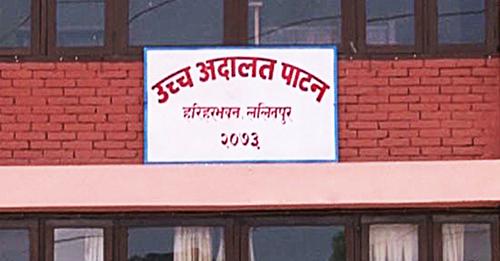 उच्च अदालत पाटन
हरिहरभवन, ललितपुर
२०७३